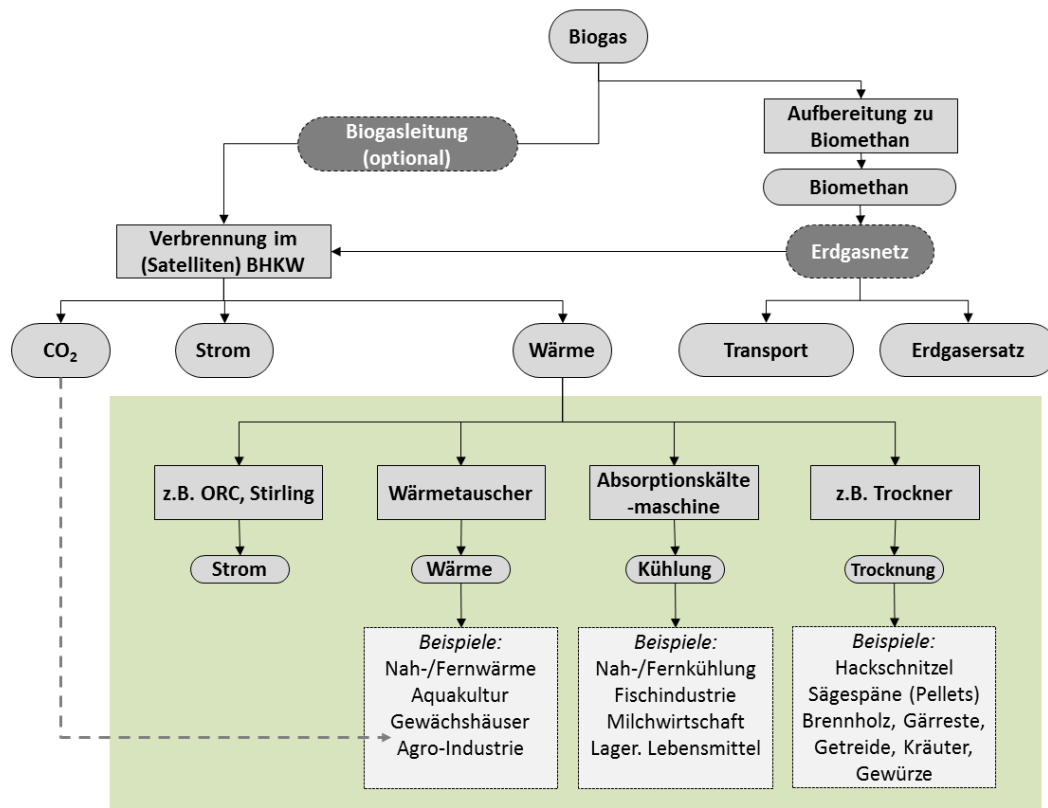 Biogas
Biogasleitung
(optional)
Aufbereitung zu
Biomethan
Biomethan
Verbrennung im
(Satelliten) BHKW
Erdgasnetz
CO₂
Strom
Wärme
Transport
Erdgasersatz
z.B. ORC, Stirling
Wärmetauscher
Absorptionskälte
-maschine
z.B. Trockner
Strom
Wärme
Kühlung
Trocknung
Beispiele:
Nah-/Fernwärme
Aquakultur
Gewächshäuser
Agro-Industrie
Beispiele:
Nah-/Fernkühlung
Fischindustrie
Milchwirtschaft
Lager. Lebensmittel
Beispiele:
Hackschnitzel
Sägespäne (Pellets)
Brennholz, Gärreste,
Getreide, Kräuter,
Gewürze